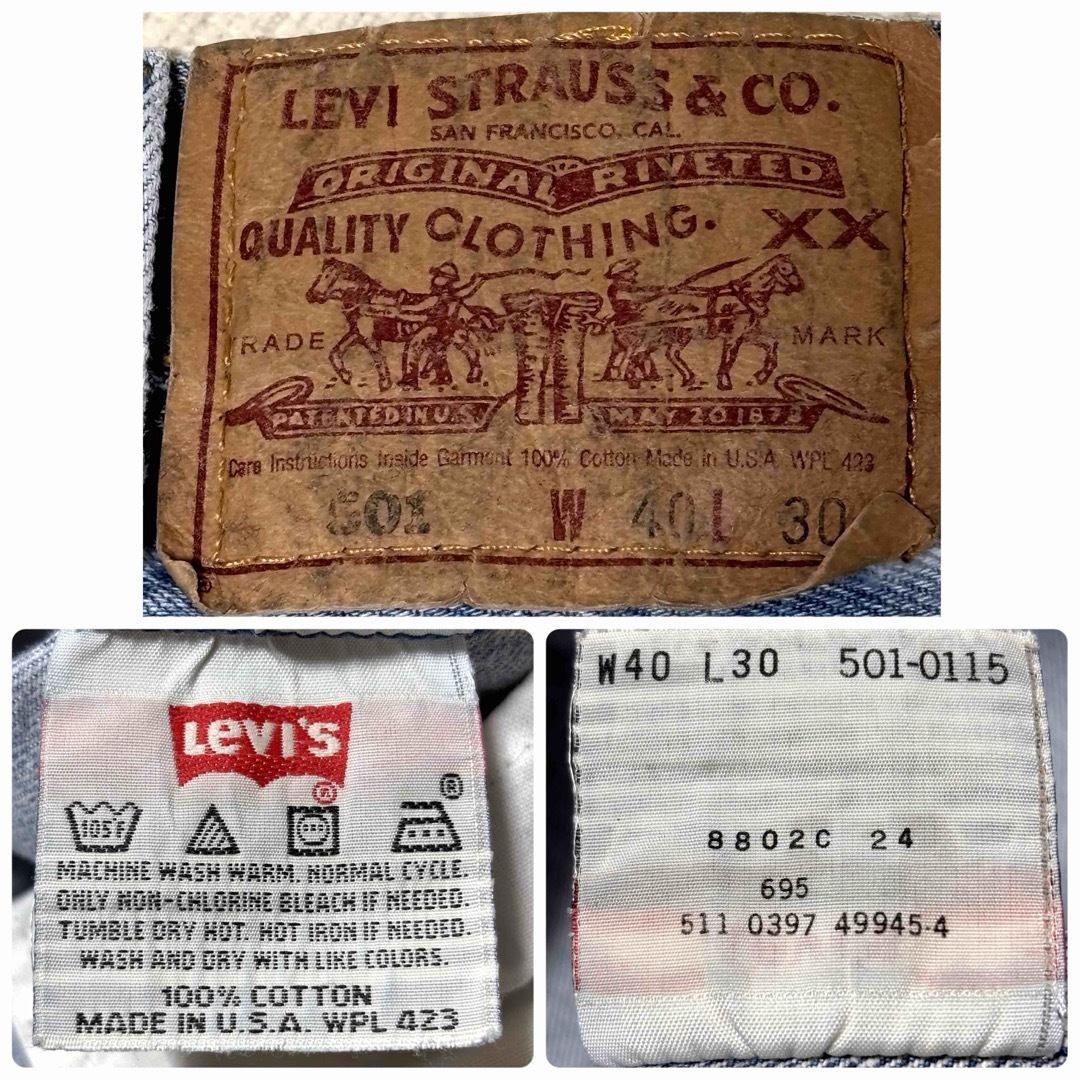 LEVI STRAUSS & CO.
SAN FRANCISCO, CAL.
ORIGINAL RIVETED
QUALITY CLOTHING. XX
TRADE MARK
PATENTED IN U.S. MAY 20 1873
Care Instructions Inside Garment 100% Cotton Made in U.S.A. WPL 423
501 W 40 L 30
®
LEVI'S
®
105F
®
MACHINE WASH WARM, NORMAL CYCLE.
ONLY NON-CHLORINE BLEACH IF NEEDED.
TUMBLE DRY HOT. HOT IRON IF NEEDED.
WASH AND DRY WITH LIKE COLORS.
100% COTTON
MADE IN U.S.A. WPL 423
W40 L30 501-0115
8802C 24
695
511 0397 49945-4